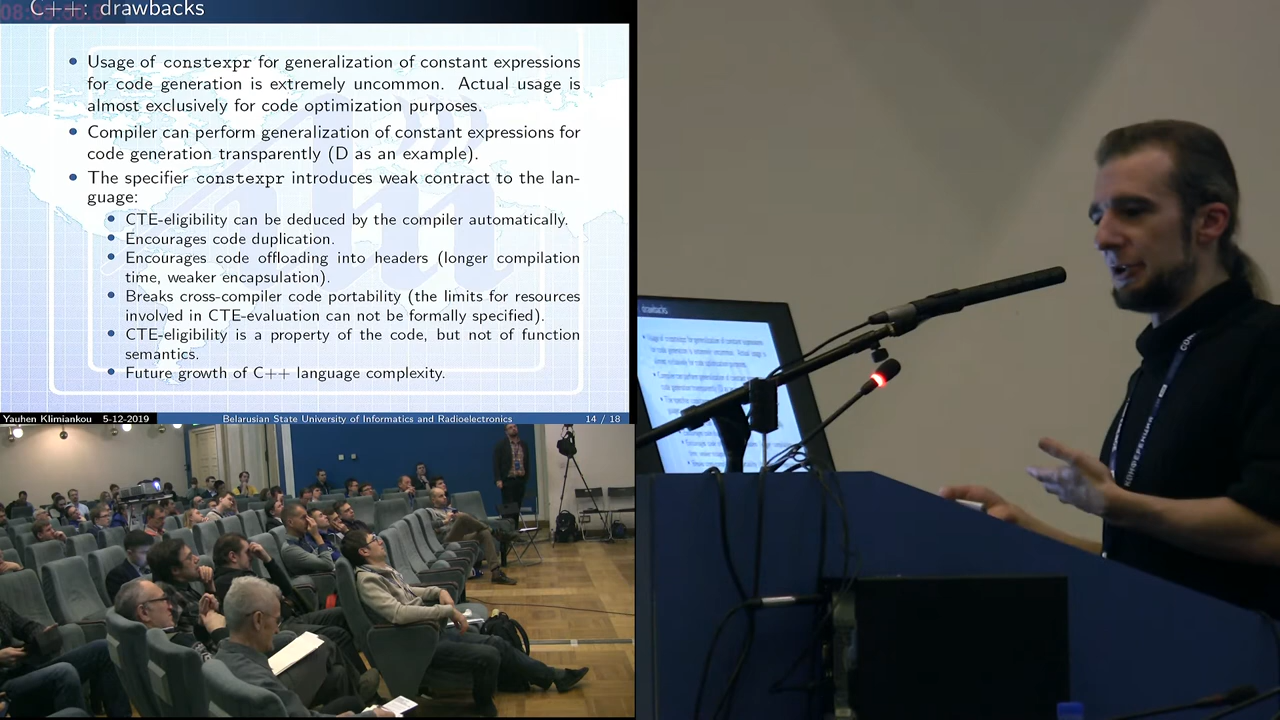 C++: drawbacks
Usage of constexpr for generalization of constant expressions
for code generation is extremely uncommon. Actual usage is
almost exclusively for code optimization purposes.
Compiler can perform generalization of constant expressions for
code generation transparently (D as an example).
The specifier constexpr introduces weak contract to the lan-
guage:
CTE-eligibility can be deduced by the compiler automatically.
Encourages code duplication.
Encourages code offloading into headers (longer compilation
time, weaker encapsulation).
Breaks cross-compiler code portability (the limits for resources
involved in CTE-evaluation can not be formally specified).
CTE-eligibility is a property of the code, but not of function
semantics.
Future growth of C++ language complexity.
Yauhen Klimiankou 5-12-2019 Belarusian State University of Informatics and Radioelectronics 14 / 18
drawbacks
КОНФЕРЕНЦИИ